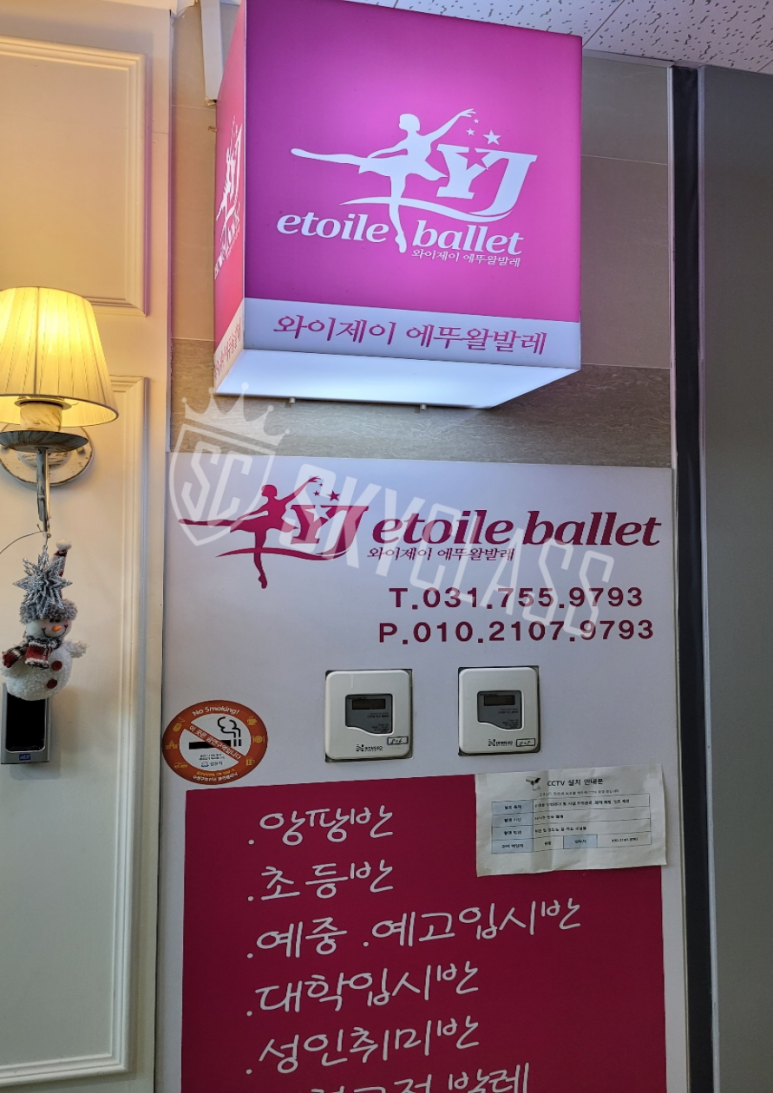 YJ
etoile ballet
와이제이 에뚜왈발레
와이제이 에뚜왈발레
SC SKYCLASS
YJ etoile ballet
와이제이 에뚜왈발레
T.031.755.9793
P.010.2107.9793
No Smoking!
CCTV 설치 안내문
.앙팡반
.초등반
.예중 .예고입시반
.대학입시반
.성인취미반
발레